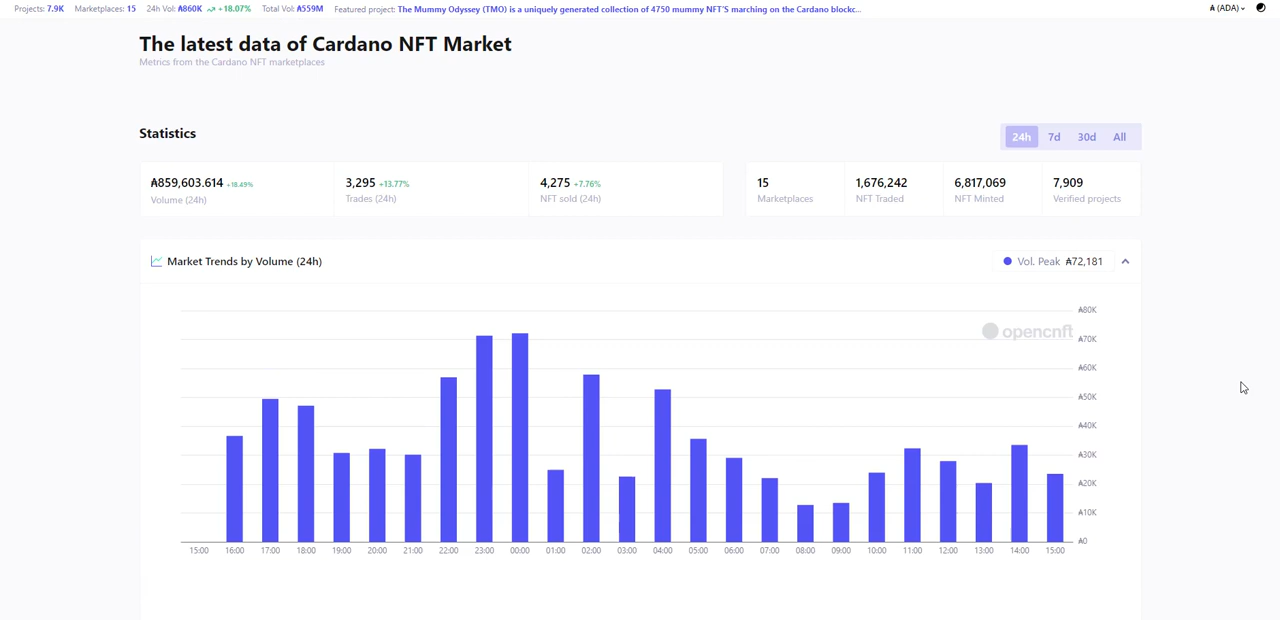 Projects: 7.9K Marketplaces: 15 24h Vol: ₳860K +18.07% Total Vol: ₳559M Featured project: The Mummy Odyssey (TMO) is a uniquely generated collection of 4750 mummy NFT'S marching on the Cardano blockc... ₳ (ADA)
The latest data of Cardano NFT Market
Metrics from the Cardano NFT marketplaces
Statistics
24h 7d 30d All
₳859,603.614 +18.49%
Volume (24h)
3,295 +13.77%
Trades (24h)
4,275 +7.76%
NFT sold (24h)
15
Marketplaces
1,676,242
NFT Traded
6,817,069
NFT Minted
7,909
Verified projects
Market Trends by Volume (24h)
Vol. Peak ₳72,181
opencnft
₳80K
₳70K
₳60K
₳50K
₳40K
₳30K
₳20K
₳10K
₳0
15:00 16:00 17:00 18:00 19:00 20:00 21:00 22:00 23:00 00:00 01:00 02:00 03:00 04:00 05:00 06:00 07:00 08:00 09:00 10:00 11:00 12:00 13:00 14:00 15:00